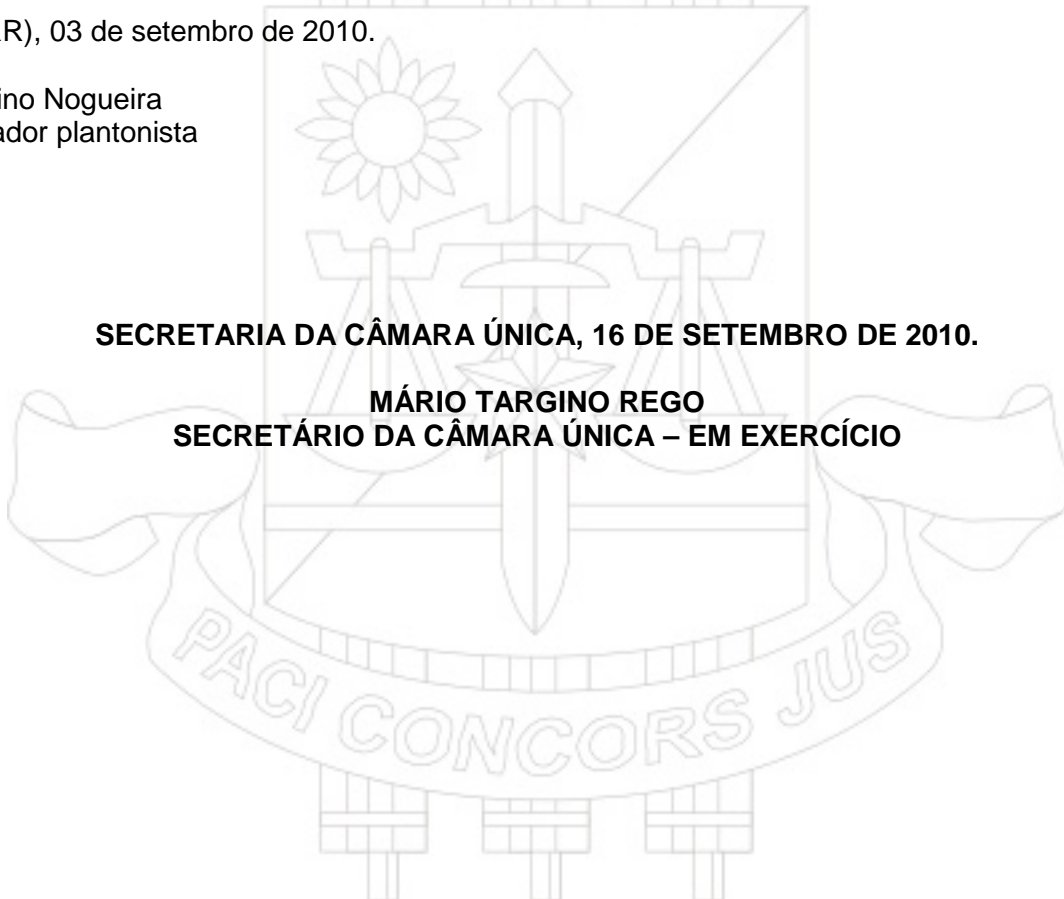 R), 03 de setembro de 2010.
ino Nogueira
ador plantonista
SECRETARIA DA CÂMARA ÚNICA, 16 DE SETEMBRO DE 2010.
MÁRIO TARGINO REGO
SECRETÁRIO DA CÂMARA ÚNICA – EM EXERCÍCIO
PACI CONCORS JUS